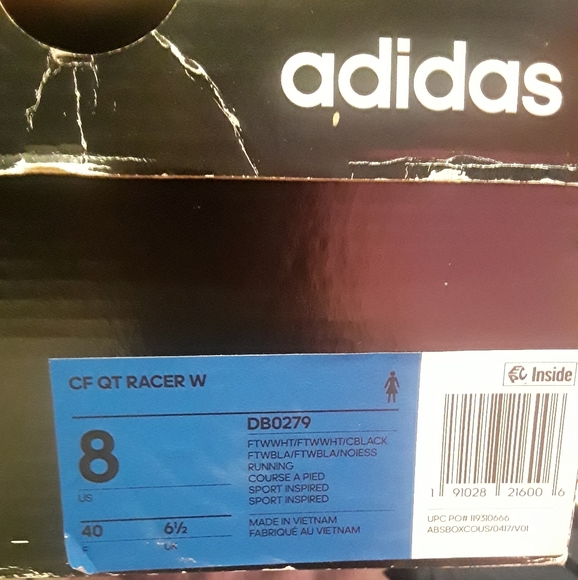 adidas
CF QT RACER W
8
US
40
6½
F
UK
DB0279
FTWWHT/FTWWHT/CBLACK
FTWBLA/FTWBLA/NOIESS
RUNNING
COURSE A PIED
SPORT INSPIRED
SPORT INSPIRED
MADE IN VIETNAM
FABRIQUÉ AU VIETNAM
Inside
1 91028 21600 6
UPC PO# 119310666
ABSBOXCOUS/0417/V01